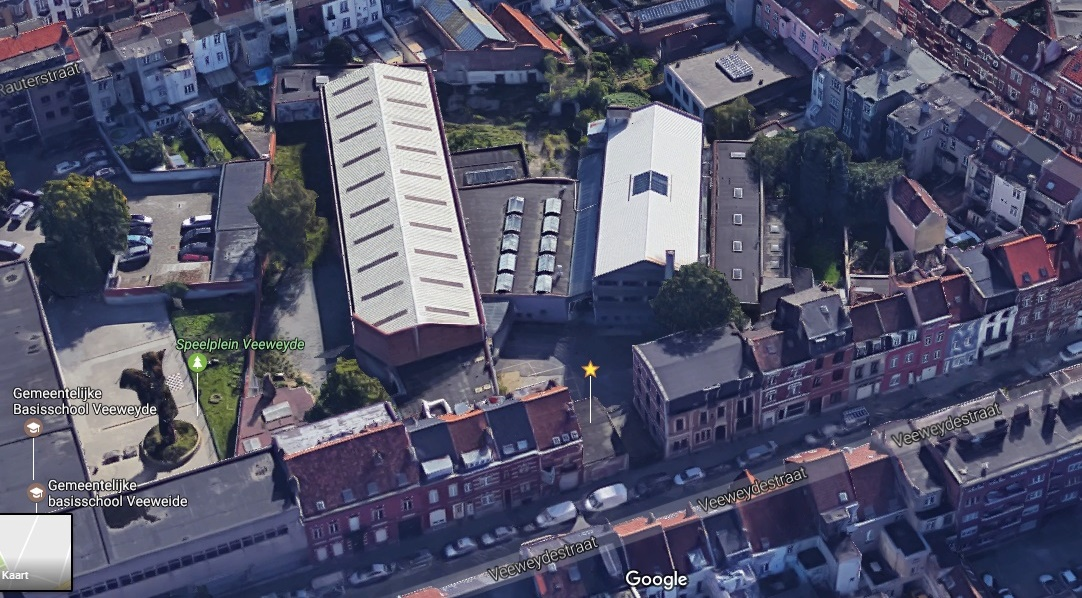 Rauterstraat
Speelplein Veeweyde
Gemeentelijke
Basisschool Veeweyde
Gemeentelijke
basisschool Veeweide
Veeweydestraat
Veeweydestraat
Veeweydestraat
Kaart
Google